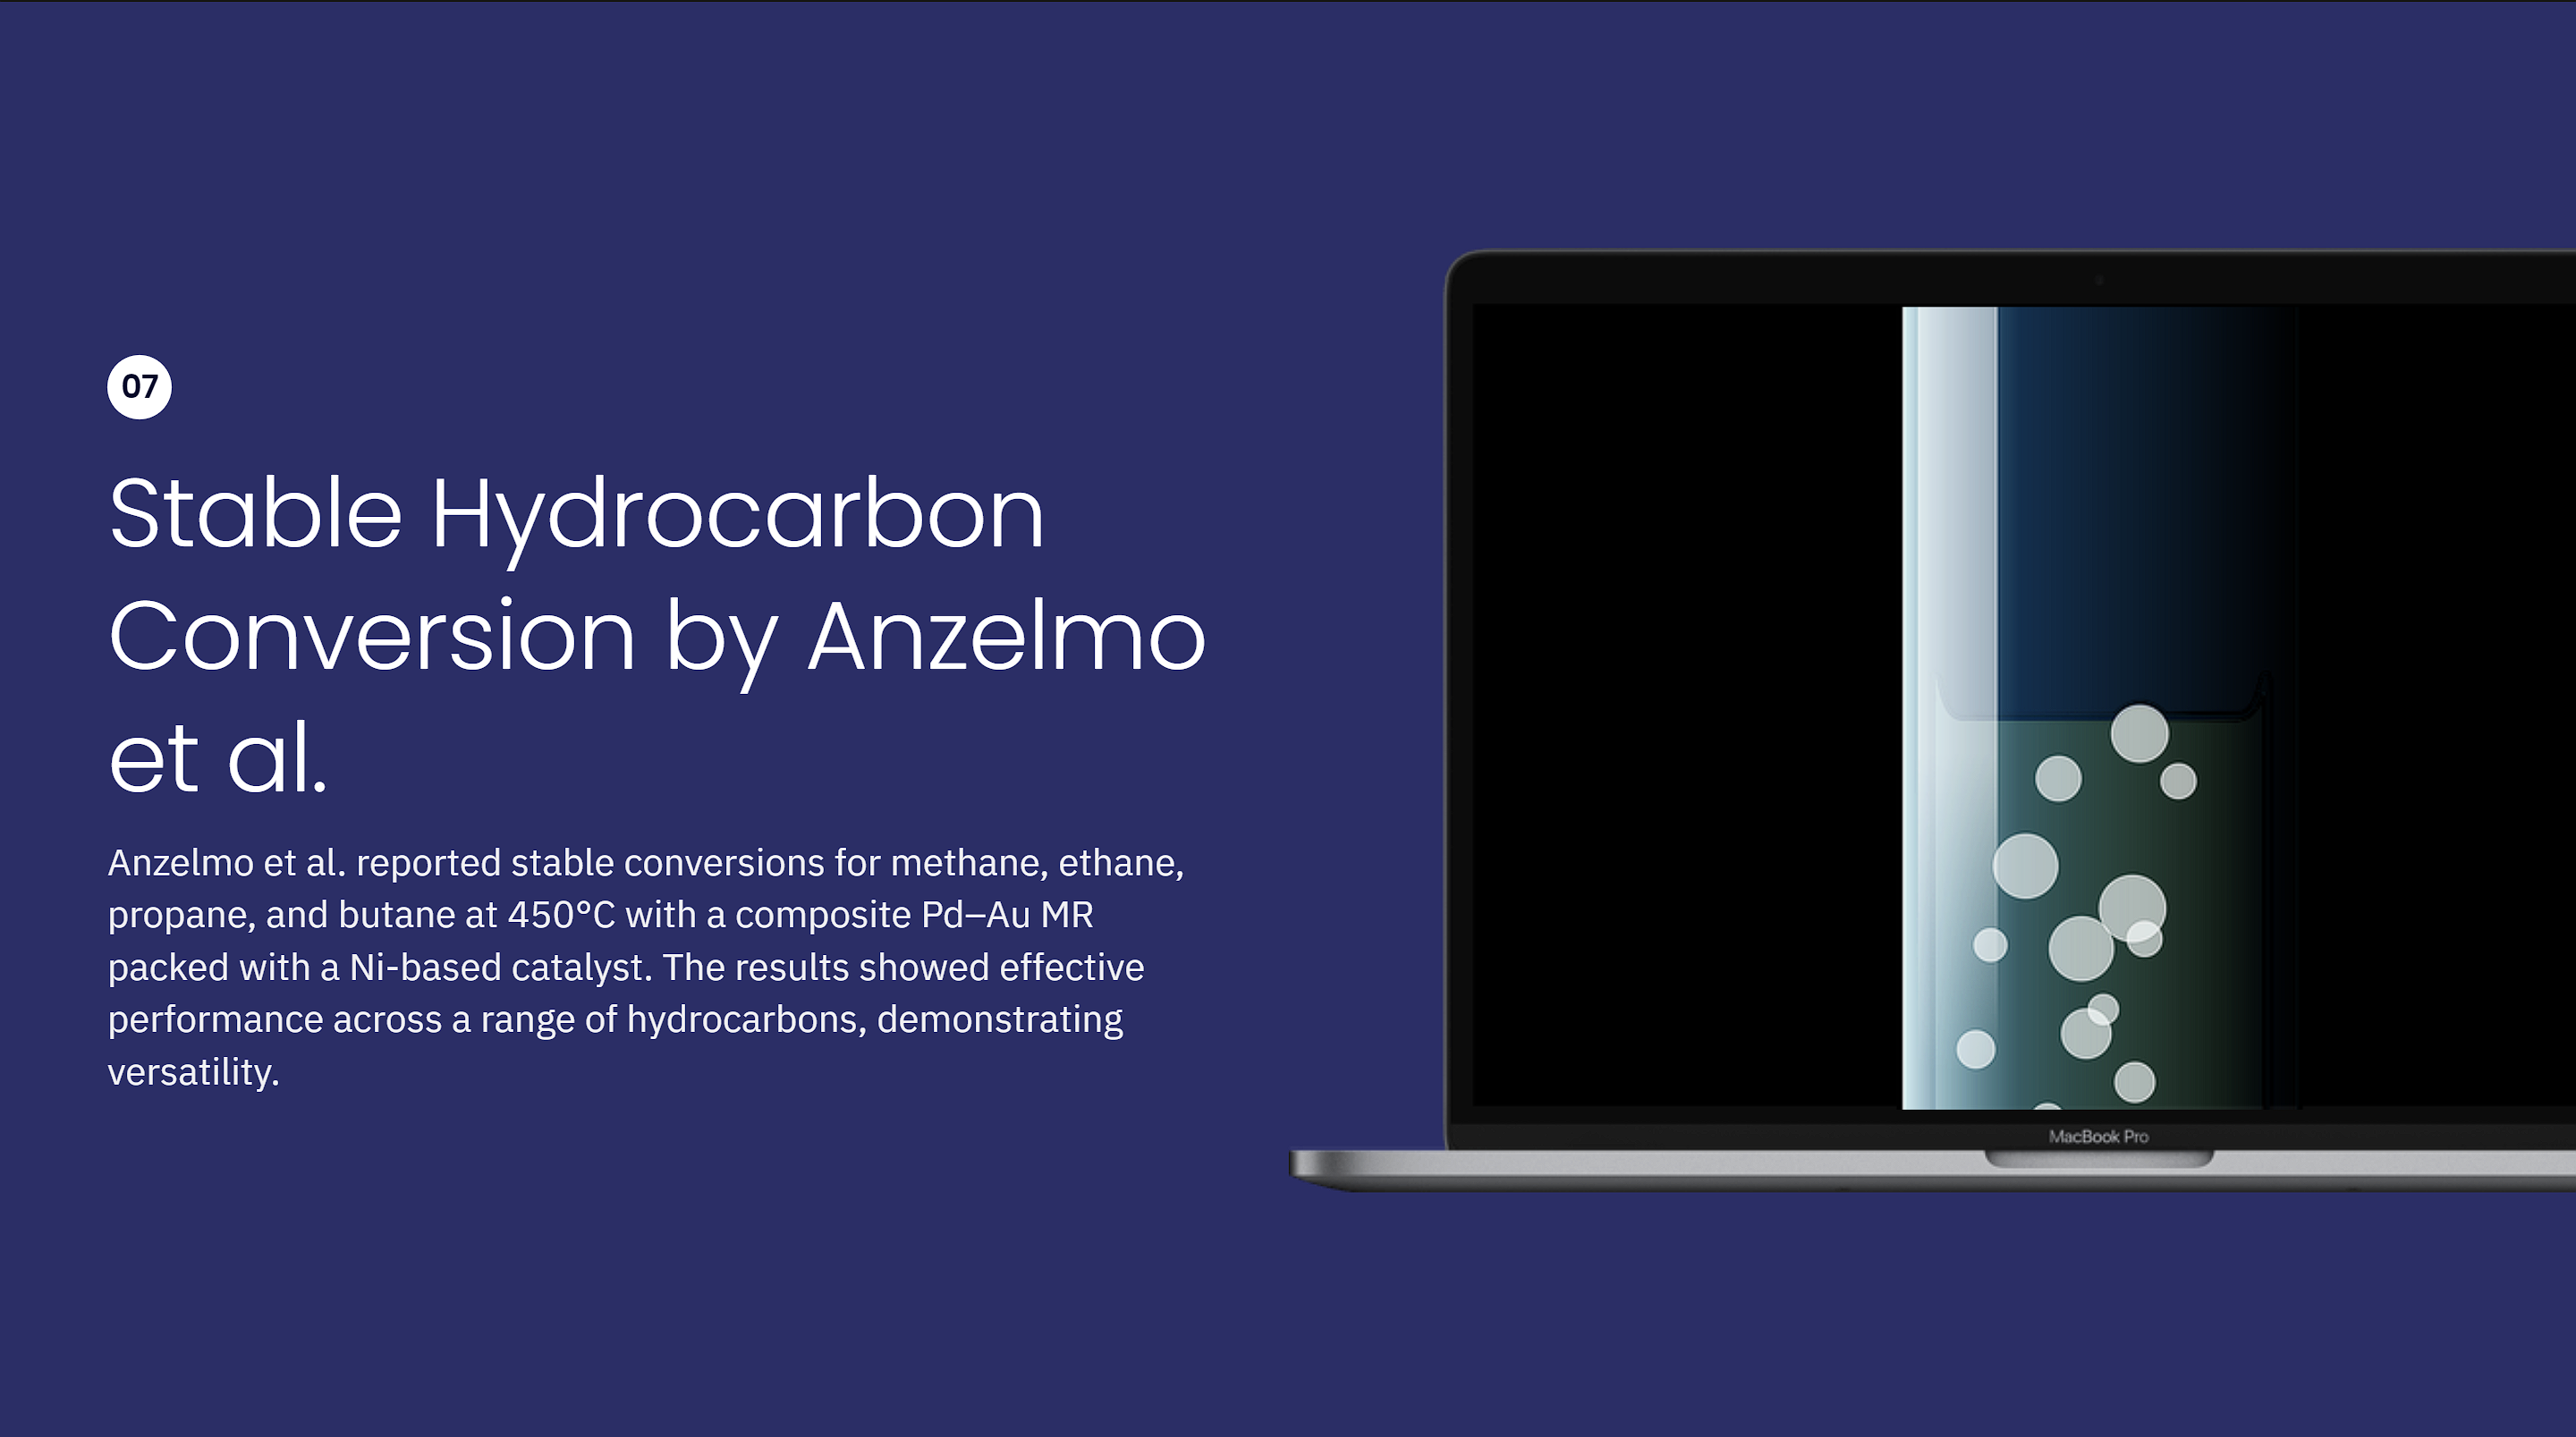 07
Stable Hydrocarbon
Conversion by Anzelmo
et al.
Anzelmo et al. reported stable conversions for methane, ethane,
propane, and butane at 450°C with a composite Pd–Au MR
packed with a Ni-based catalyst. The results showed effective
performance across a range of hydrocarbons, demonstrating
versatility.
MacBook Pro